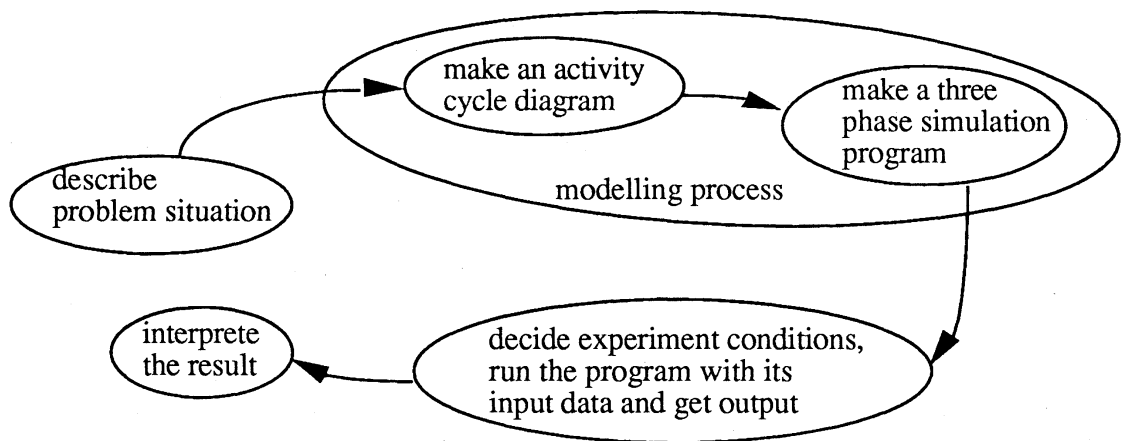 make an activity
cycle diagram
make a three
phase simulation
program
modelling process
describe
problem situation
decide experiment conditions,
run the program with its
input data and get output
interprete
the result